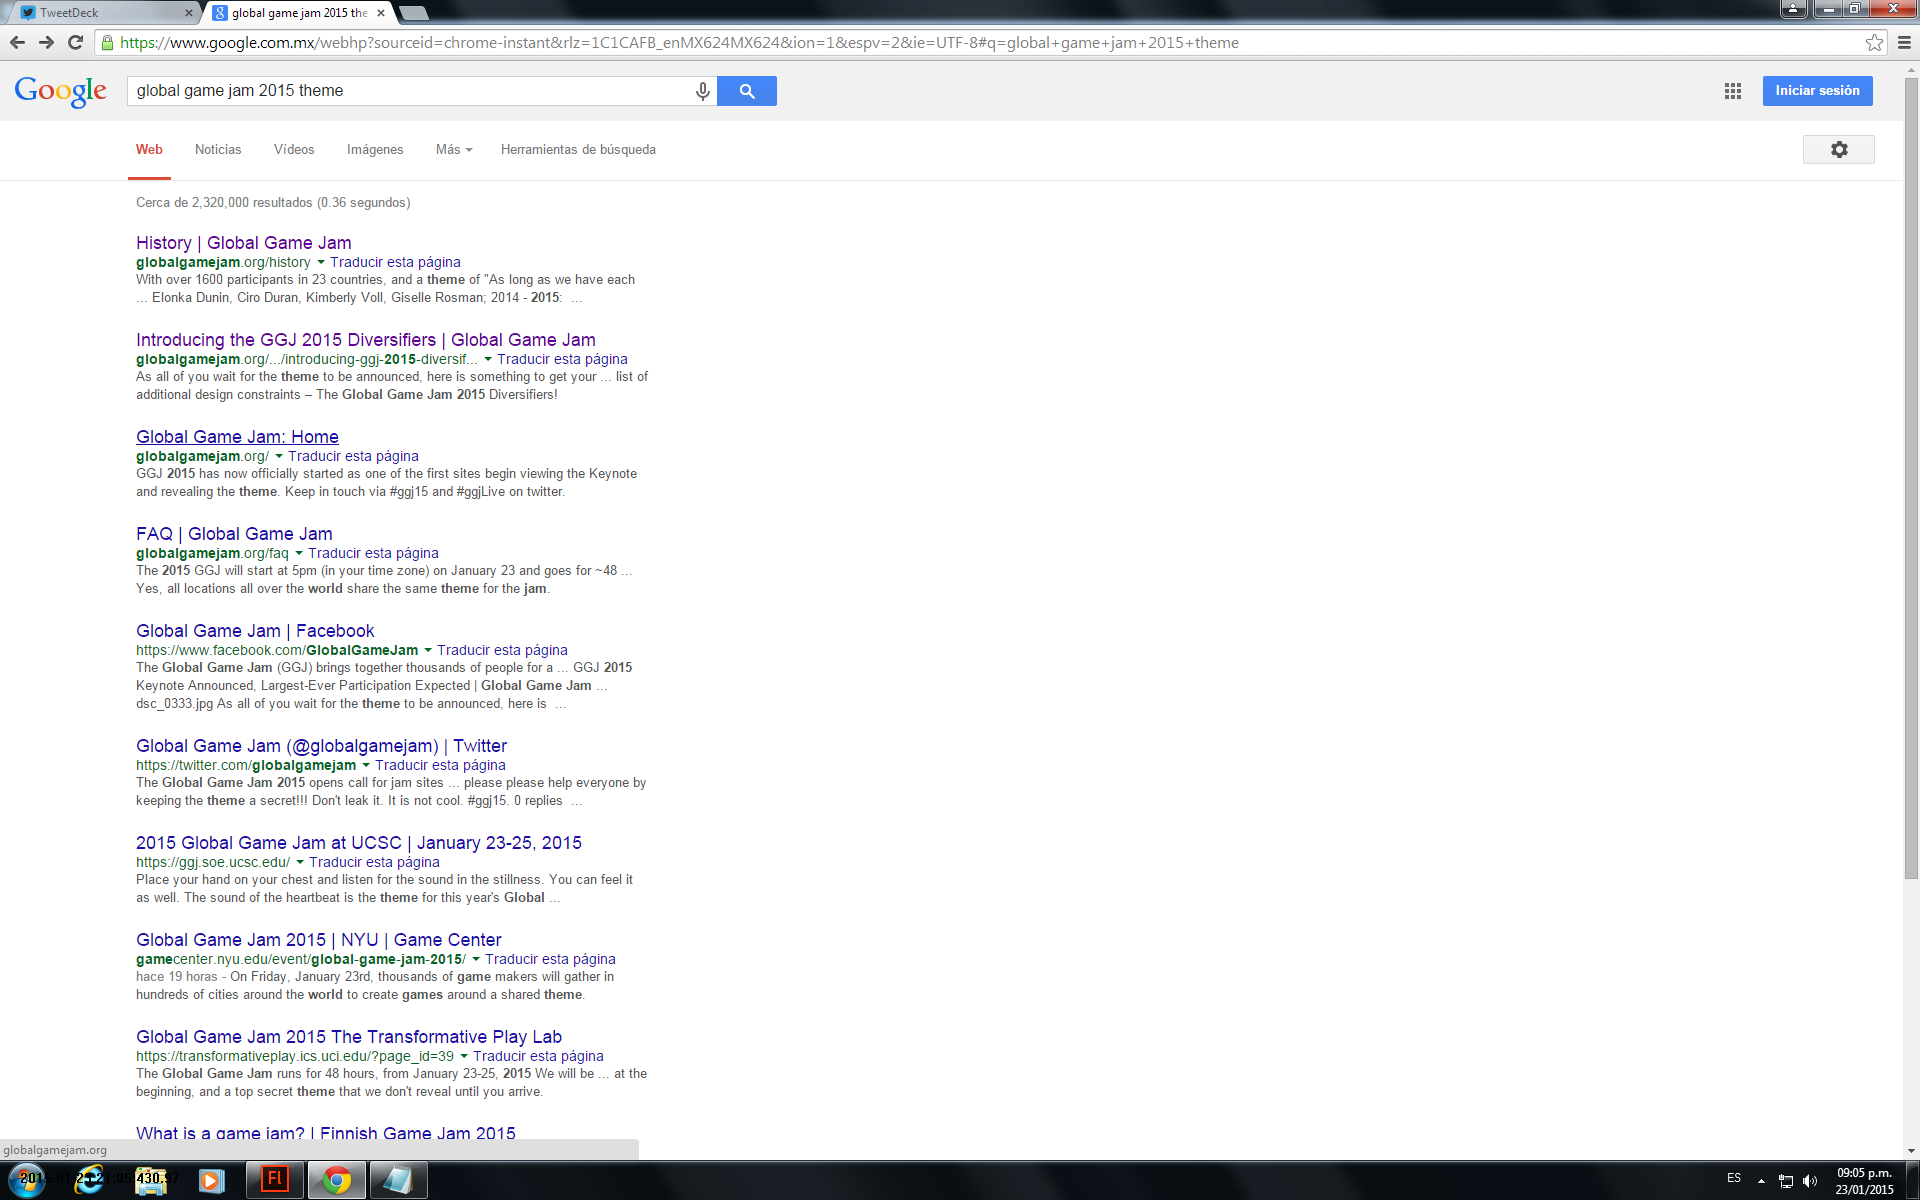 TweetDeck
global game jam 2015 the
https://www.google.com.mx/webhp?sourceid=chrome-instant&rlz=1C1CAFB_enMX624MX624&ion=1&espv=2&ie=UTF-8#q=global+game+jam+2015+theme
Google
global game jam 2015 theme
Iniciar sesión
Web Noticias Vídeos Imágenes Más Herramientas de búsqueda
Cerca de 2,320,000 resultados (0.36 segundos)
History | Global Game Jam
globalgamejam.org/history Traducir esta página
With over 1600 participants in 23 countries, and a theme of "As long as we have each
... Elonka Dunin, Ciro Duran, Kimberly Voll, Giselle Rosman; 2014 - 2015: ...
Introducing the GGJ 2015 Diversifiers | Global Game Jam
globalgamejam.org/.../introducing-ggj-2015-diversif... Traducir esta página
As all of you wait for the theme to be announced, here is something to get your ... list of
additional design constraints – The Global Game Jam 2015 Diversifiers!
Global Game Jam: Home
globalgamejam.org/ Traducir esta página
GGJ 2015 has now officially started as one of the first sites begin viewing the Keynote
and revealing the theme. Keep in touch via #ggj15 and #ggjLive on twitter.
FAQ | Global Game Jam
globalgamejam.org/faq Traducir esta página
The 2015 GGJ will start at 5pm (in your time zone) on January 23 and goes for ~48 ...
Yes, all locations all over the world share the same theme for the jam.
Global Game Jam | Facebook
https://www.facebook.com/GlobalGameJam Traducir esta página
The Global Game Jam (GGJ) brings together thousands of people for a ... GGJ 2015
Keynote Announced, Largest-Ever Participation Expected | Global Game Jam ...
dsc_0333.jpg As all of you wait for the theme to be announced, here is ...
Global Game Jam (@globalgamejam) | Twitter
https://twitter.com/globalgamejam Traducir esta página
The Global Game Jam 2015 opens call for jam sites ... please please help everyone by
keeping the theme a secret!!! Don't leak it. It is not cool. #ggj15. 0 replies ...
2015 Global Game Jam at UCSC | January 23-25, 2015
https://ggj.soe.ucsc.edu/ Traducir esta página
Place your hand on your chest and listen for the sound in the stillness. You can feel it
as well. The sound of the heartbeat is the theme for this year's Global ...
Global Game Jam 2015 | NYU | Game Center
gamecenter.nyu.edu/event/global-game-jam-2015/ Traducir esta página
hace 19 horas - On Friday, January 23rd, thousands of game makers will gather in
hundreds of cities around the world to create games around a shared theme.
Global Game Jam 2015 The Transformative Play Lab
https://transformativeplay.ics.uci.edu/?page_id=39 Traducir esta página
The Global Game Jam runs for 48 hours, from January 23-25, 2015 We will be ... at the
beginning, and a top secret theme that we don't reveal until you arrive.
What is a game jam? | Finnish Game Jam 2015
globalgamejam.org
Fl
ES
09:05 p.m.
23/01/2015